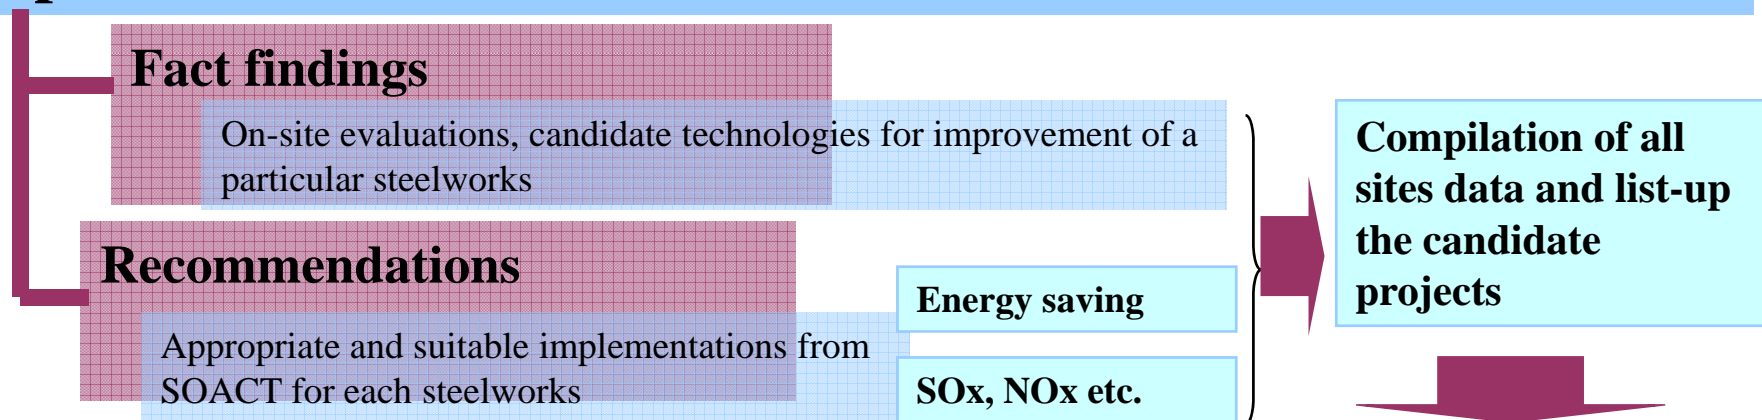 Fact findings
On-site evaluations, candidate technologies for improvement of a
particular steelworks
Recommendations
Appropriate and suitable implementations from
SOACT for each steelworks
Energy saving
SOx, NOx etc.
Compilation of all
sites data and list-up
the candidate
projects